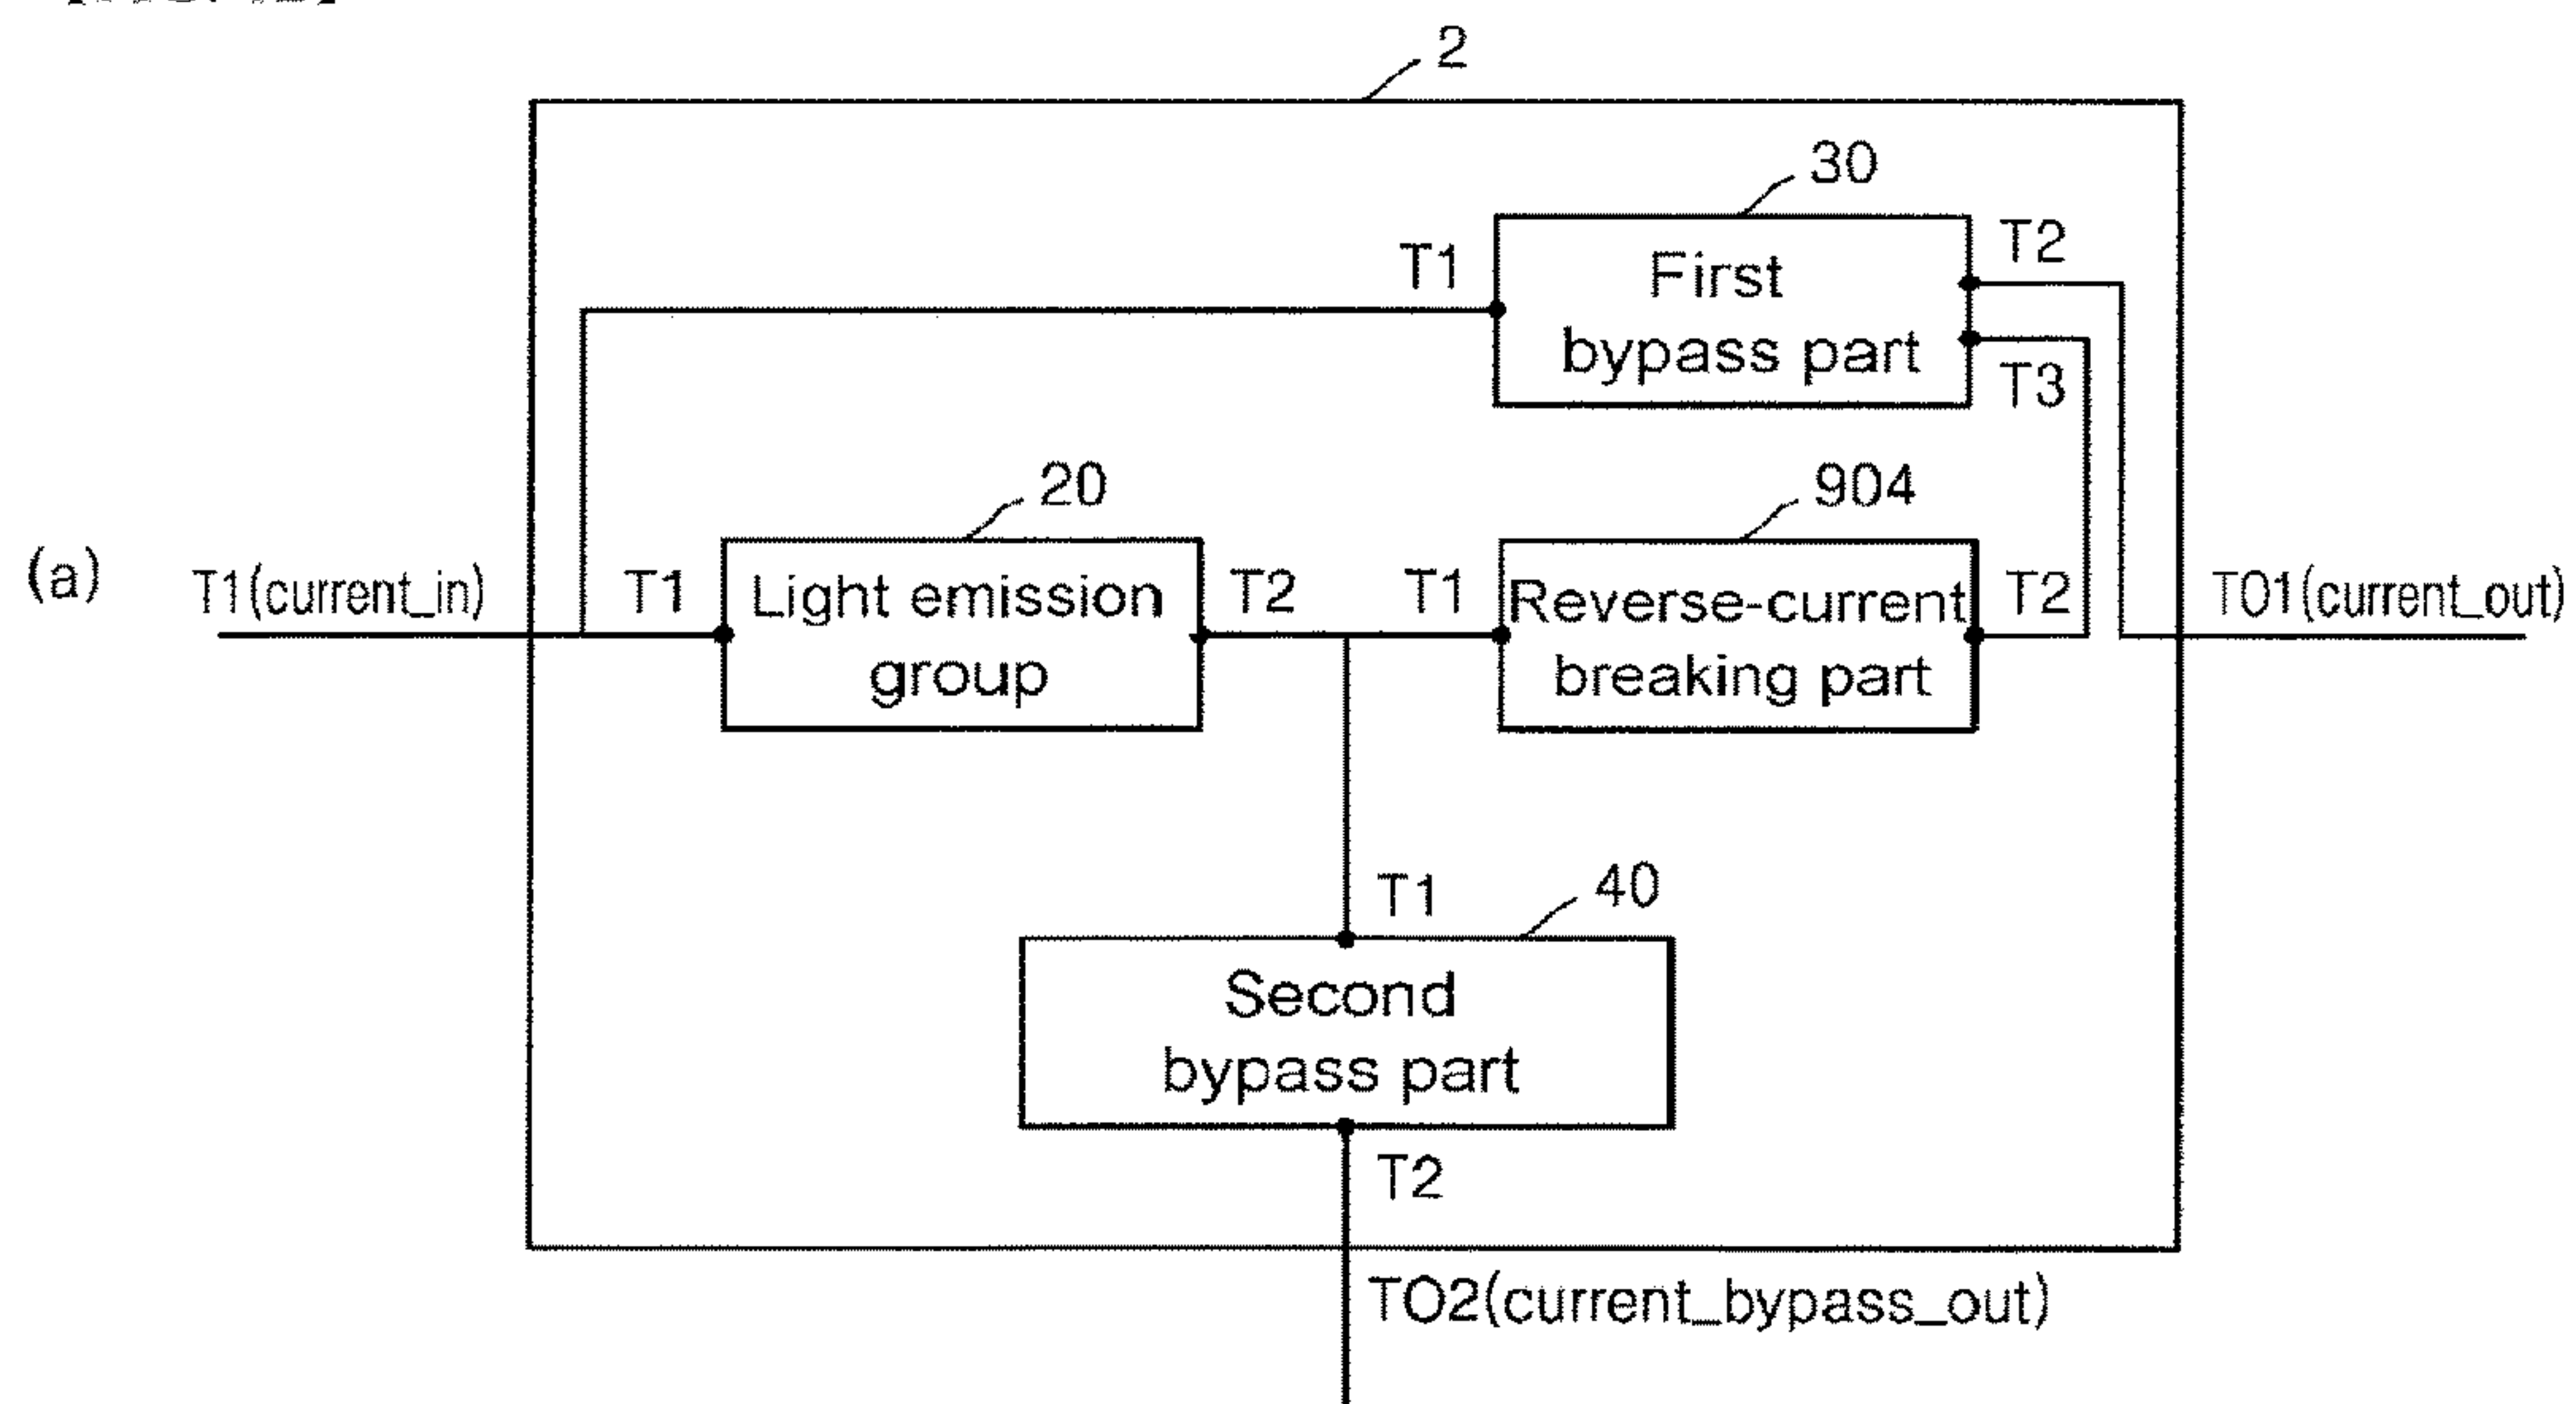 2
30
T1
First
bypass part
T2
T3
20
904
(a)
T1(current_in)
T1
Light emission
group
T2
T1
Reverse-current
breaking part
T2
TO1(current_out)
T1
40
Second
bypass part
T2
TO2(current_bypass_out)